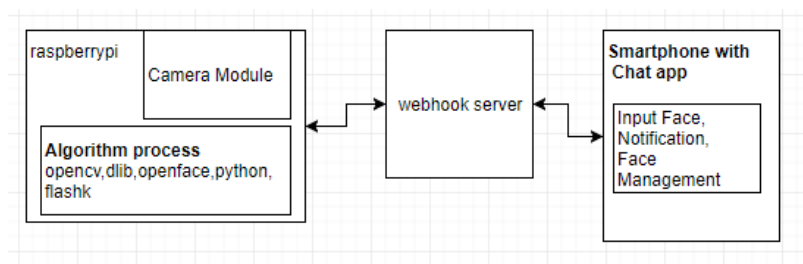 raspberrypi
Camera Module
Algorithm process
opencv,dlib,openface,python,
flashk
webhook server
Smartphone with
Chat app
Input Face,
Notification,
Face
Management